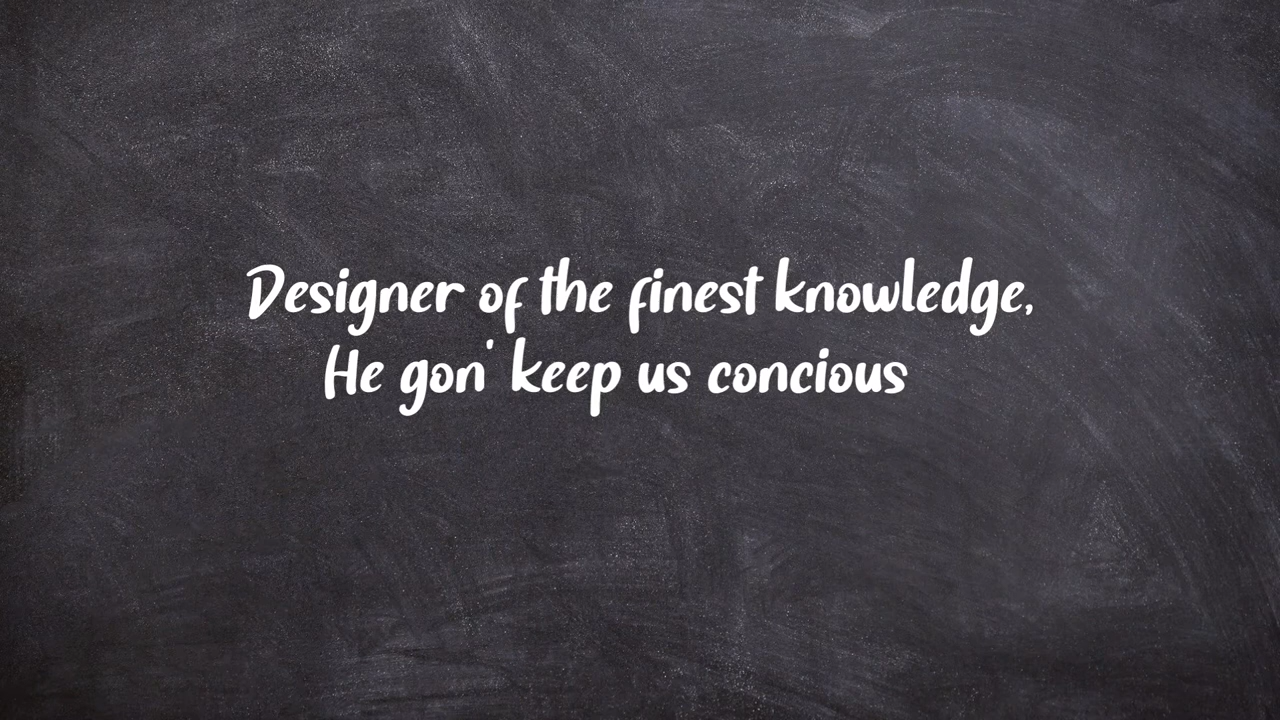 Designer of the finest knowledge,
He gon' keep us concious